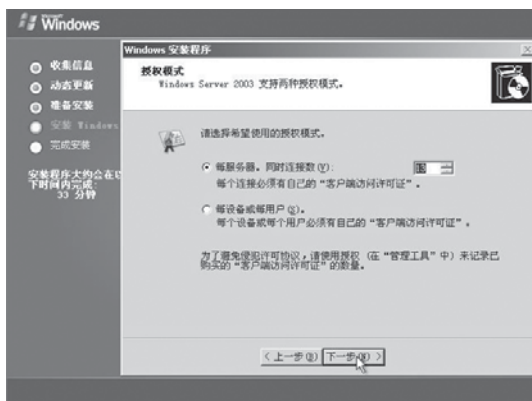 Windows
Windows 安装程序
收集信息
动态更新
准备安装
安装 Windows
完成安装
安装程序大约会在以
下时间内完成:
33 分钟
授权模式
Windows Server 2003 支持两种授权模式。
请选择希望使用的授权模式。
每服务器。同时连接数(V):
每个连接必须有自己的“客户端访问许可证”。
每设备或每用户(S)。
每个设备或每个用户必须有自己的“客户端访问许可证”。
为了避免侵犯许可协议，请使用授权 (在“管理工具”中) 来记录已
购买的“客户端访问许可证”的数量。
< 上一步(B)
下一步(N) >